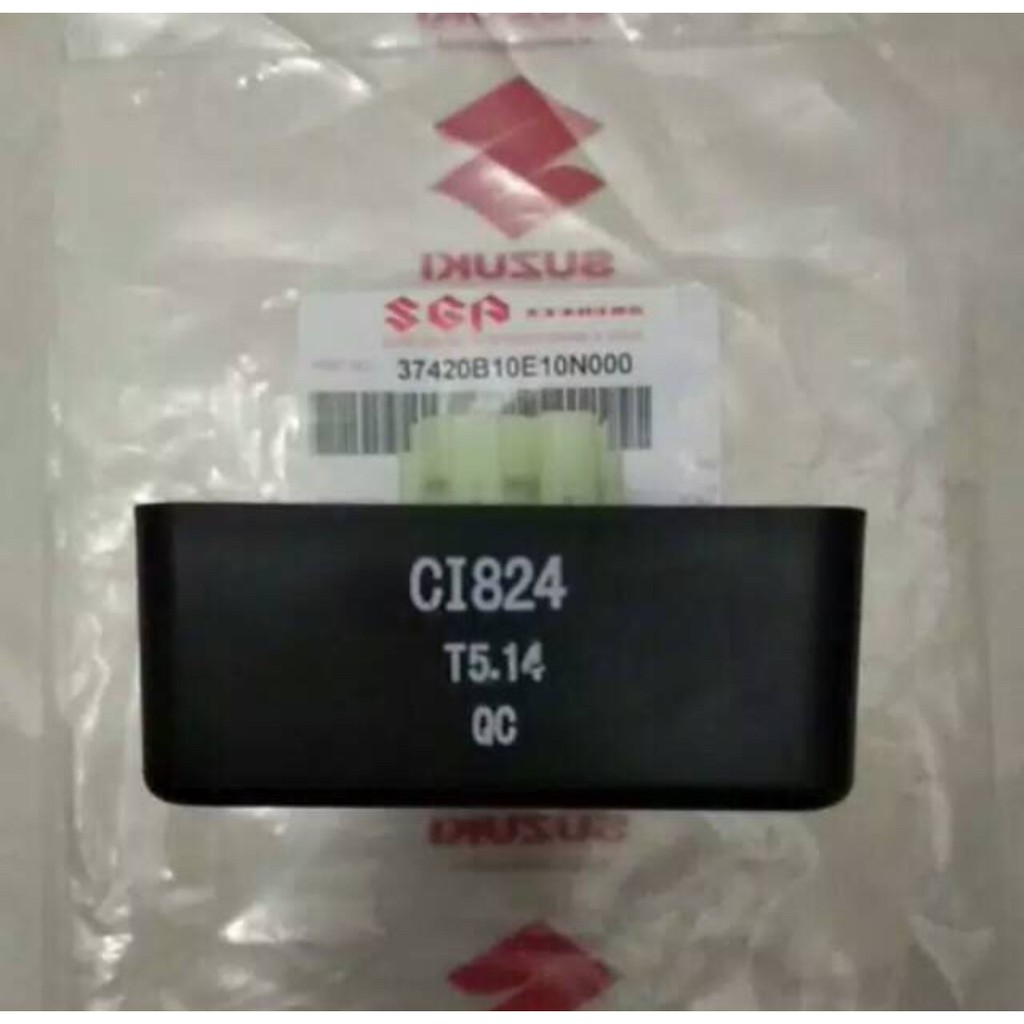 SUZUKI
SGP
37420B10E10N000
CI824
T5.14
QC
SUZUKI